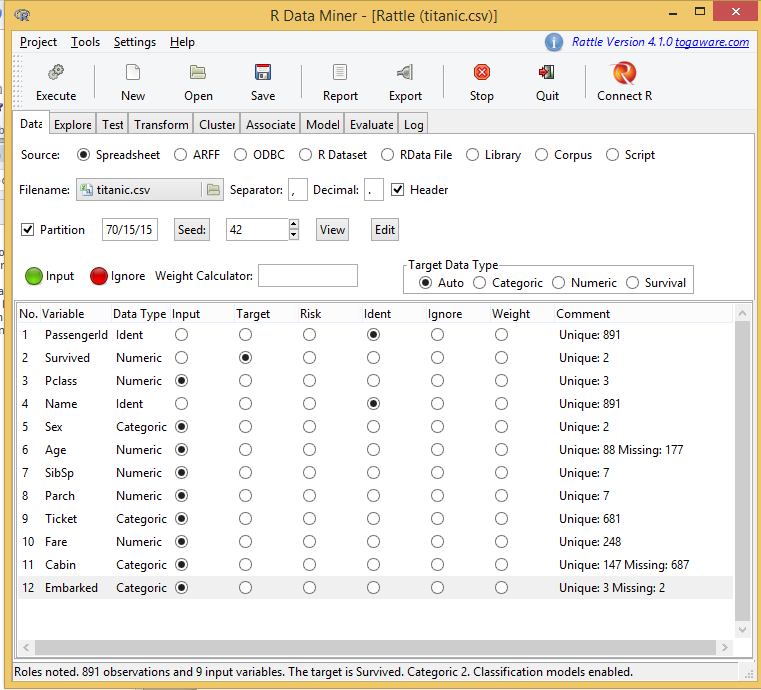 R Data Miner - [Rattle (titanic.csv)]
Project Tools Settings Help Rattle Version 4.1.0 togaware.com
Execute New Open Save Report Export Stop Quit Connect R
Data Explore Test Transform Cluster Associate Model Evaluate Log
Source: Spreadsheet ARFF ODBC R Dataset RData File Library Corpus Script
Filename: titanic.csv Separator: , Decimal: . Header
Partition 70/15/15 Seed: 42 View Edit
Target Data Type
Input Ignore Weight Calculator: Auto Categoric Numeric Survival
No. Variable Data Type Input Target Risk Ident Ignore Weight Comment
1 PassengerId Ident Unique: 891
2 Survived Numeric Unique: 2
3 Pclass Numeric Unique: 3
4 Name Ident Unique: 891
5 Sex Categoric Unique: 2
6 Age Numeric Unique: 88 Missing: 177
7 SibSp Numeric Unique: 7
8 Parch Numeric Unique: 7
9 Ticket Categoric Unique: 681
10 Fare Numeric Unique: 248
11 Cabin Categoric Unique: 147 Missing: 687
12 Embarked Categoric Unique: 3 Missing: 2
Roles noted. 891 observations and 9 input variables. The target is Survived. Categoric 2. Classification models enabled.